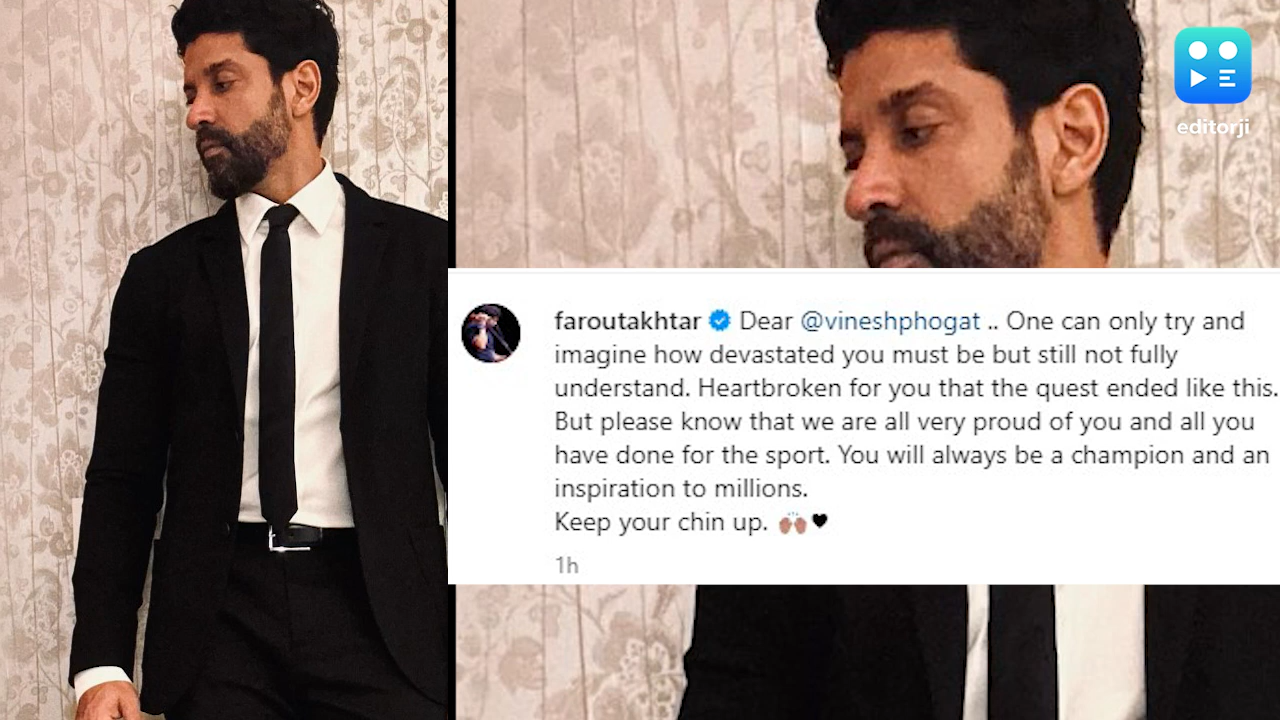 editorji
faroutakhtar Dear @vineshphogat .. One can only try and
imagine how devastated you must be but still not fully
understand. Heartbroken for you that the quest ended like this.
But please know that we are all very proud of you and all you
have done for the sport. You will always be a champion and an
inspiration to millions.
Keep your chin up. 🙌🏽🖤
1h